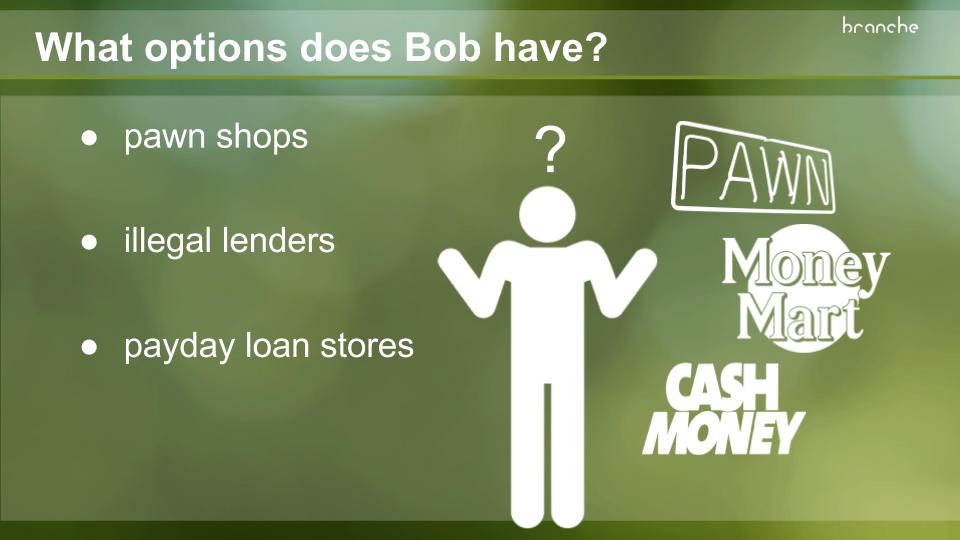 What options does Bob have?
branche
● pawn shops
● illegal lenders
● payday loan stores
?
PAWN
Money
Mart
CASH
MONEY